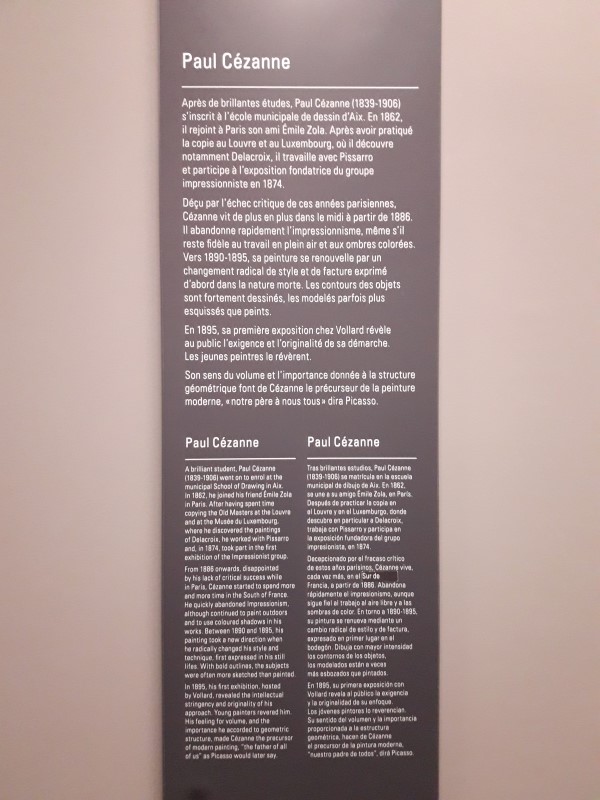 Paul Cézanne
Après de brillantes études, Paul Cézanne (1839-1906)
s'inscrit à l'école municipale de dessin d'Aix. En 1862,
il rejoint à Paris son ami Émile Zola. Après avoir pratiqué
la copie au Louvre et au Luxembourg, où il découvre
notamment Delacroix, il travaille avec Pissarro
et participe à l'exposition fondatrice du groupe
impressionniste en 1874.
Déçu par l'échec critique de ces années parisiennes,
Cézanne vit de plus en plus dans le midi à partir de 1886.
Il abandonne rapidement l'impressionnisme, même s'il
reste fidèle au travail en plein air et aux ombres colorées.
Vers 1890-1895, sa peinture se renouvelle par un
changement radical de style et de facture exprimé
d'abord dans la nature morte. Les contours des objets
sont fortement dessinés, les modelés parfois plus
esquissés que peints.
En 1895, sa première exposition chez Vollard révèle
au public l'exigence et l'originalité de sa démarche.
Les jeunes peintres le révèrent.
Son sens du volume et l'importance donnée à la structure
géométrique font de Cézanne le précurseur de la peinture
moderne, « notre père à nous tous » dira Picasso.
Paul Cézanne
A brilliant student, Paul Cézanne
(1839-1906) went on to enrol at the
municipal School of Drawing in Aix.
In 1862, he joined his friend Émile Zola
in Paris. After having spent time
copying the Old Masters at the Louvre
and at the Musée du Luxembourg,
where he discovered the paintings
of Delacroix, he worked with Pissarro
and, in 1874, took part in the first
exhibition of the Impressionist group.
From 1886 onwards, disappointed
by his lack of critical success while
in Paris, Cézanne started to spend more
and more time in the South of France.
He quickly abandoned Impressionism,
although continued to paint outdoors
and to use coloured shadows in his
works. Between 1890 and 1895, his
painting took a new direction when
he radically changed his style and
technique, first expressed in his still
lifes. With bold outlines, the subjects
were often more sketched than painted.
In 1895, his first exhibition, hosted
by Vollard, revealed the intellectual
stringency and originality of his
approach. Young painters revered him.
His feeling for volume, and the
importance he accorded to geometric
structure, made Cézanne the precursor
of modern painting, "the father of all
of us" as Picasso would later say.
Paul Cézanne
Tras brillantes estudios, Paul Cézanne
(1839-1906) se matricula en la escuela
municipal de dibujo de Aix. En 1862,
se une a su amigo Émile Zola, en París.
Después de practicar la copia en
el Louvre y en el Luxemburgo, donde
descubre en particular a Delacroix,
trabaja con Pissarro y participa en
la exposición fundadora del grupo
impresionista, en 1874.
Decepcionado por el fracaso crítico
de estos años parisinos, Cézanne vive,
cada vez más, en el Sur de
Francia, a partir de 1886. Abandona
rápidamente el impresionismo, aunque
sigue fiel al trabajo al aire libre y a las
sombras de color. En torno a 1890-1895,
su pintura se renueva mediante un
cambio radical de estilo y de factura,
expresado en primer lugar en el
bodegón. Dibuja con mayor intensidad
los contornos de los objetos,
los modelados están a veces
más esbozados que pintados.
En 1895, su primera exposición con
Vollard revela al público la exigencia
y la originalidad de su enfoque.
Los jóvenes pintores lo reverencian.
Su sentido del volumen y la importancia
proporcionada a la estructura
geométrica, hacen de Cézanne
el precursor de la pintura moderna,
"nuestro padre de todos", dirá Picasso.